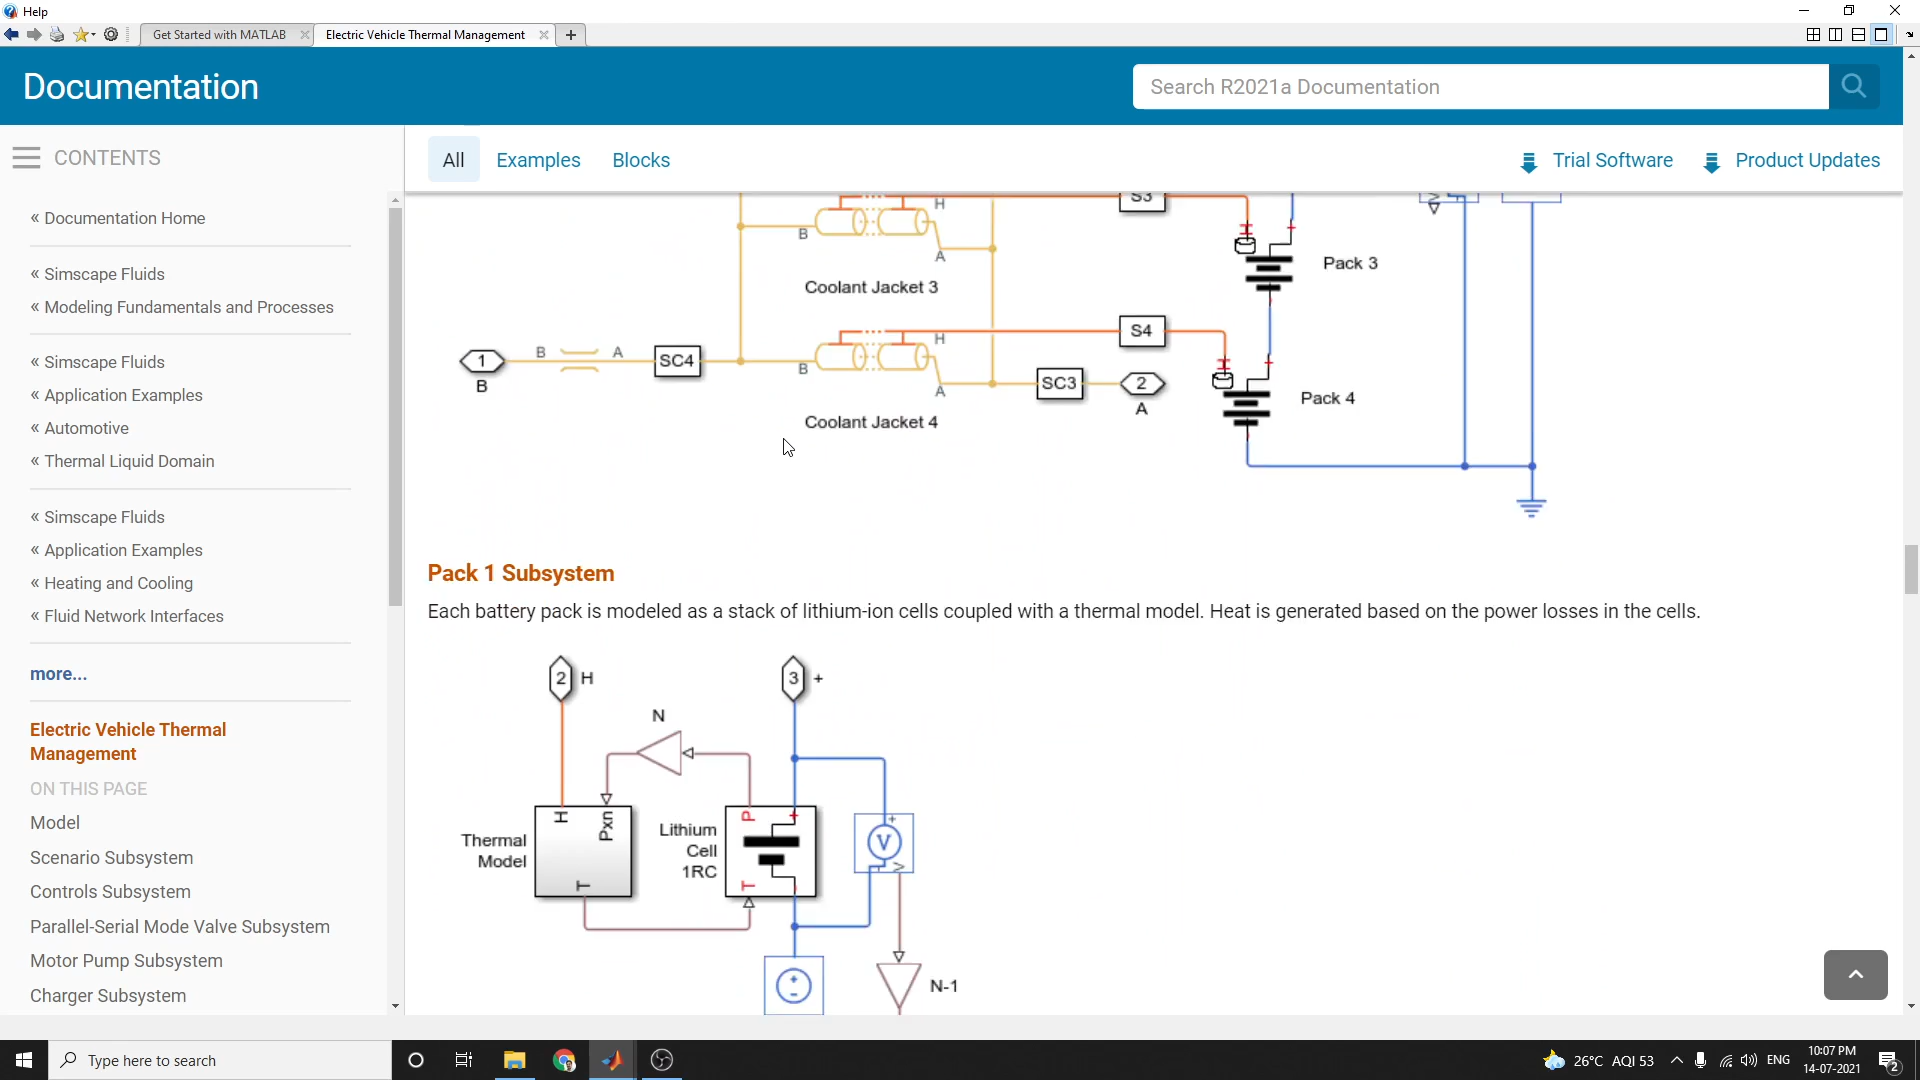 Help
Get Started with MATLAB
Electric Vehicle Thermal Management
Documentation
Search R2021a Documentation
CONTENTS
All
Examples
Blocks
Trial Software
Product Updates
« Documentation Home
« Simscape Fluids
« Modeling Fundamentals and Processes
« Simscape Fluids
« Application Examples
« Automotive
« Thermal Liquid Domain
« Simscape Fluids
« Application Examples
« Heating and Cooling
« Fluid Network Interfaces
more...
Electric Vehicle Thermal
Management
ON THIS PAGE
Model
Scenario Subsystem
Controls Subsystem
Parallel-Serial Mode Valve Subsystem
Motor Pump Subsystem
Charger Subsystem
S3
H
B
A
Pack 3
Coolant Jacket 3
S4
1
B
B
A
SC4
H
B
A
SC3
2
A
Pack 4
Coolant Jacket 4
Pack 1 Subsystem
Each battery pack is modeled as a stack of lithium-ion cells coupled with a thermal model. Heat is generated based on the power losses in the cells.
2 H
3 +
N
Thermal
Model
H
Pxn
T
Lithium
Cell
1RC
P
+
T
+
V
V
N-1
Type here to search
26°C AQI 53
ENG
10:07 PM
14-07-2021
2